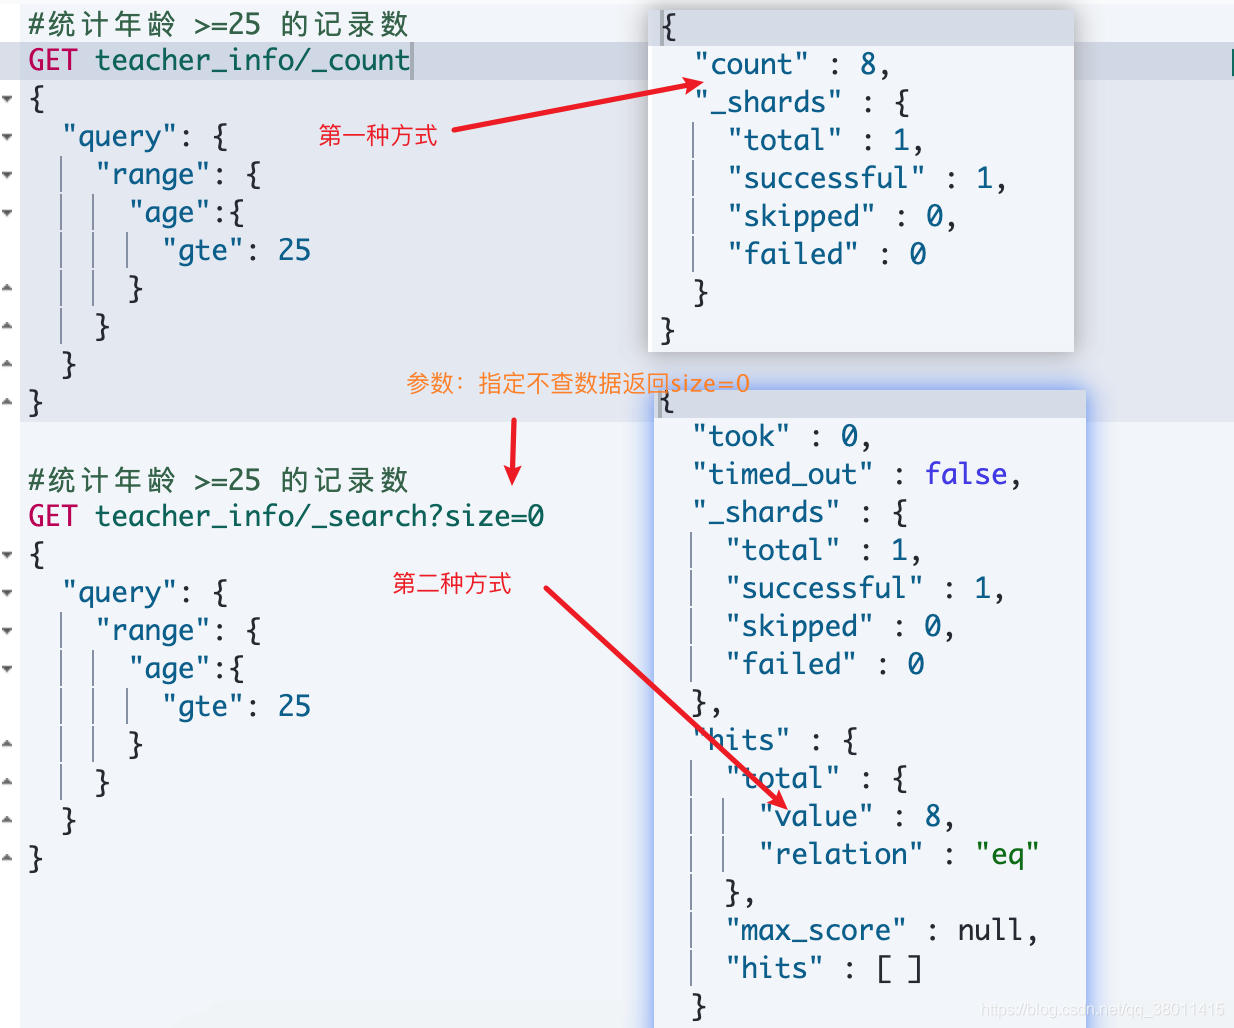 #统计年龄 >=25 的记录数
GET teacher_info/_count
{
  "query": {
    "range": {
      "age":{
        "gte": 25
      }
    }
  }
}
第一种方式
{
  "count" : 8,
  "_shards" : {
    "total" : 1,
    "successful" : 1,
    "skipped" : 0,
    "failed" : 0
  }
}
参数：指定不查数据返回size=0
#统计年龄 >=25 的记录数
GET teacher_info/_search?size=0
{
  "query": {
    "range": {
      "age":{
        "gte": 25
      }
    }
  }
}
第二种方式
{
  "took" : 0,
  "timed_out" : false,
  "_shards" : {
    "total" : 1,
    "successful" : 1,
    "skipped" : 0,
    "failed" : 0
  },
  "hits" : {
    "total" : {
      "value" : 8,
      "relation" : "eq"
    },
    "max_score" : null,
    "hits" : [ ]
  }
https://blog.csdn.net/qq_38011415